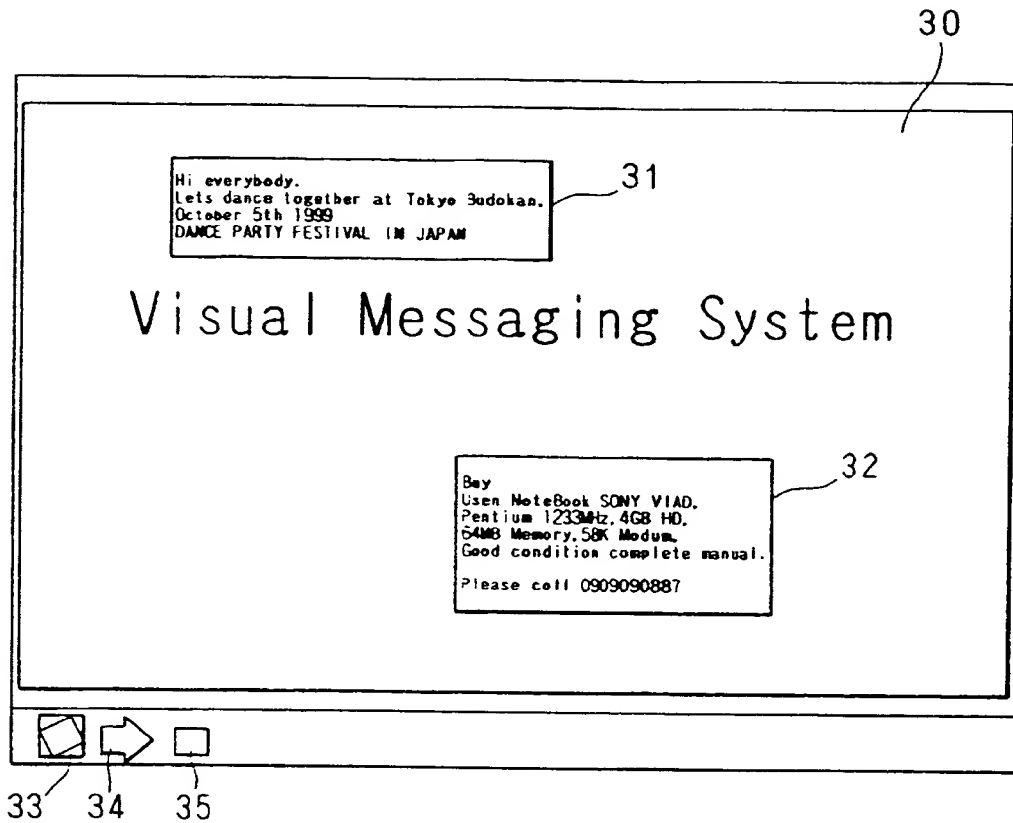 30
Hi everybody.
Lets dance together at Tokyo Budokan.
October 5th 1999
DANCE PARTY FESTIVAL IN JAPAN
31
Visual Messaging System
Buy
Usen NoteBook SONY VIAD,
Pentium 1233MHz,4GB HD,
64MB Memory,58K Modum,
Good condition complete manual.
Please call 0909090887
32
33 34 35